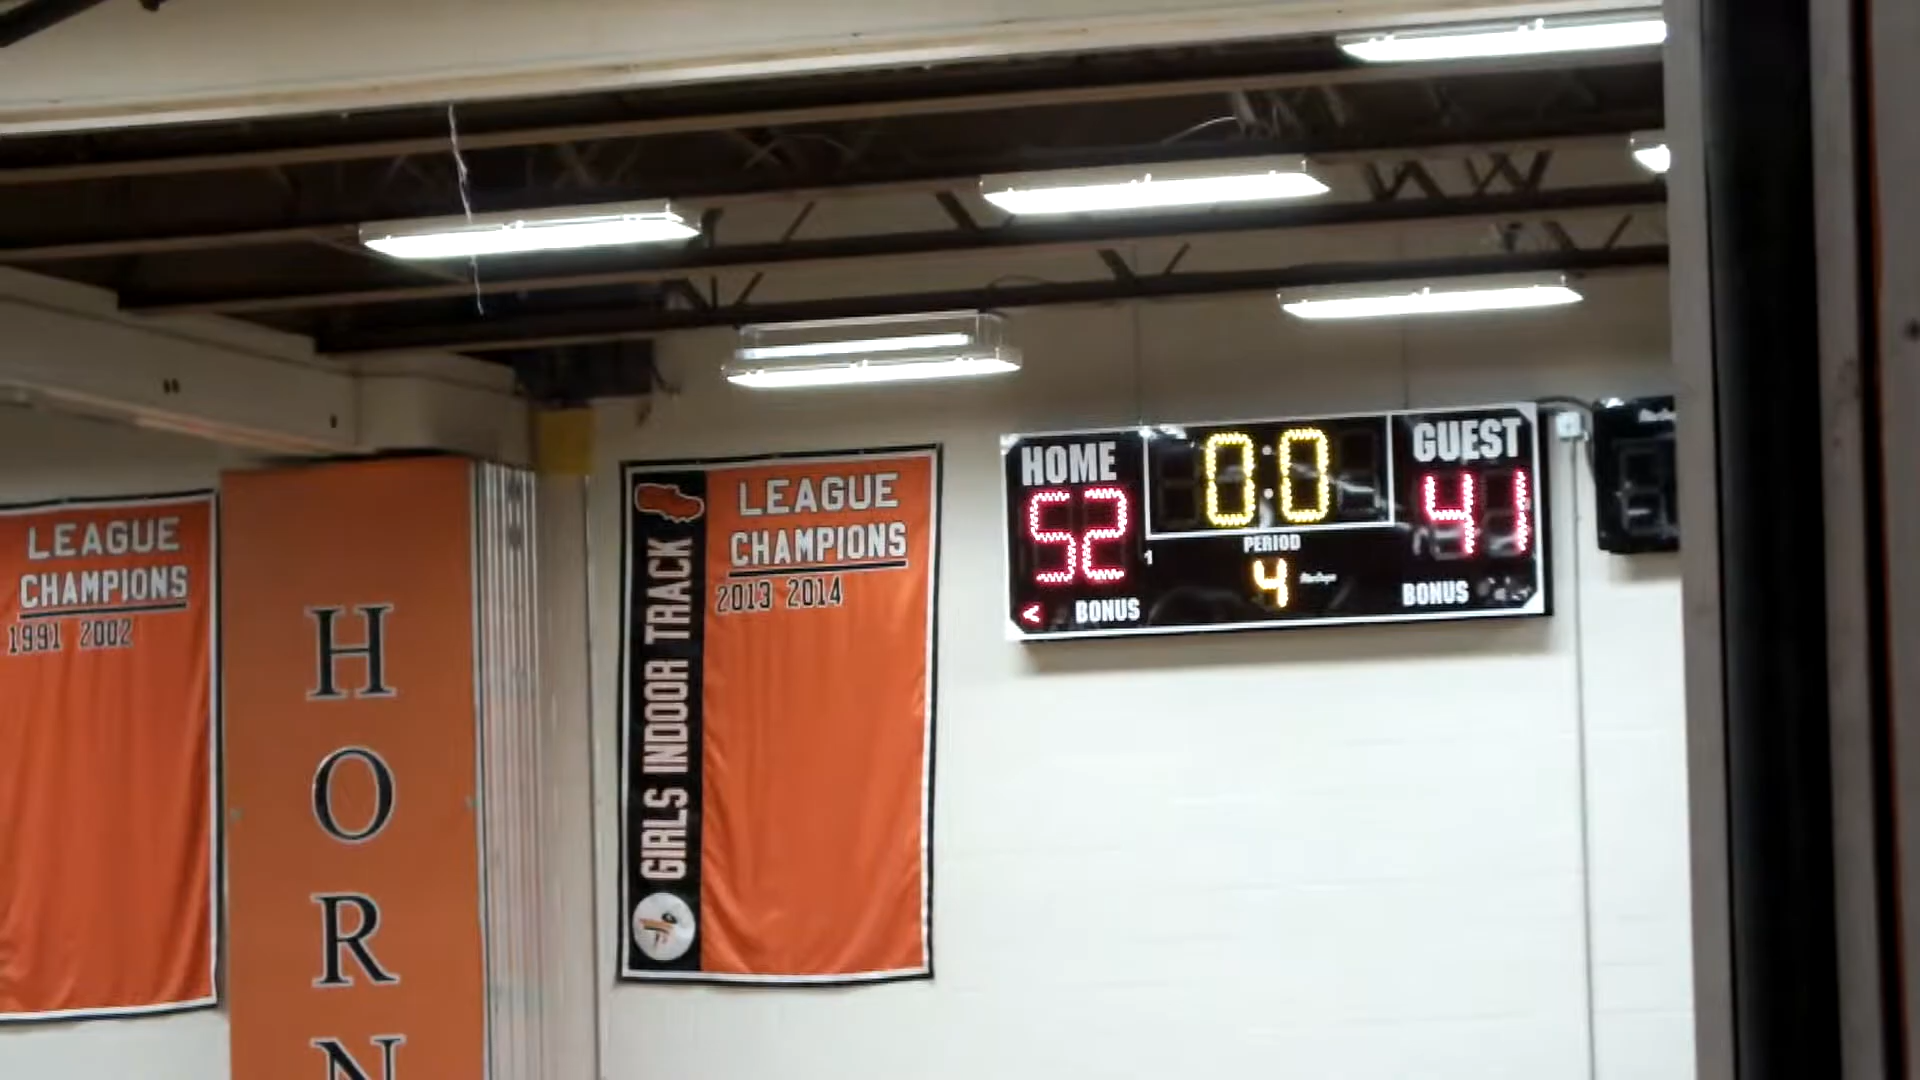 LEAGUE
CHAMPIONS
1991 2002
H
O
R
N
GIRLS INDOOR TRACK
LEAGUE
CHAMPIONS
2013 2014
HOME
52
0:0
GUEST
41
PERIOD
4
1
<
BONUS
BONUS